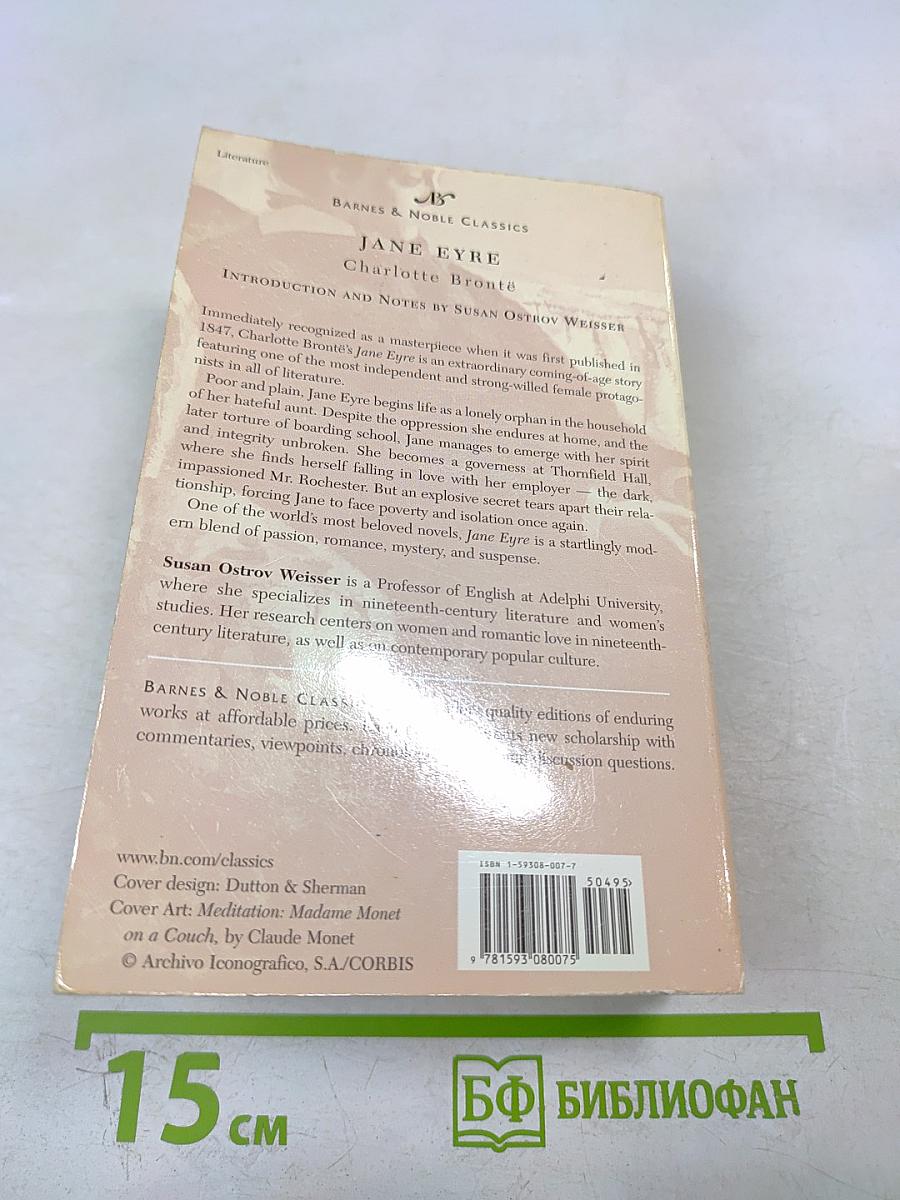 Literature
BARNES & NOBLE CLASSICS
JANE EYRE
Charlotte Brontë
INTRODUCTION AND NOTES BY SUSAN OSTROV WEISSER
Immediately recognized as a masterpiece when it was first published in
1847, Charlotte Brontë's Jane Eyre is an extraordinary coming-of-age story
featuring one of the most independent and strong-willed female protago-
nists in all of literature.
Poor and plain, Jane Eyre begins life as a lonely orphan in the household
of her hateful aunt. Despite the oppression she endures at home, and the
later torture of boarding school, Jane manages to emerge with her spirit
and integrity unbroken. She becomes a governess at Thornfield Hall,
where she finds herself falling in love with her employer — the dark,
impassioned Mr. Rochester. But an explosive secret tears apart their rela-
tionship, forcing Jane to face poverty and isolation once again.
One of the world's most beloved novels, Jane Eyre is a startlingly mod-
ern blend of passion, romance, mystery, and suspense.
Susan Ostrov Weisser is a Professor of English at Adelphi University,
where she specializes in nineteenth-century literature and women's
studies. Her research centers on women and romantic love in nineteenth-
century literature, as well as on contemporary popular culture.
BARNES & NOBLE quality editions of enduring
works at affordable prices. new scholarship with
commentaries, viewpoints, discussion questions.
www.bn.com/classics
Cover design: Dutton & Sherman
Cover Art: Meditation: Madame Monet
on a Couch, by Claude Monet
© Archivo Iconografico, S.A./CORBIS
ISBN 1-59308-007-7
50495>
9 781593 080075
15 см
БФ БИБЛИОФАН